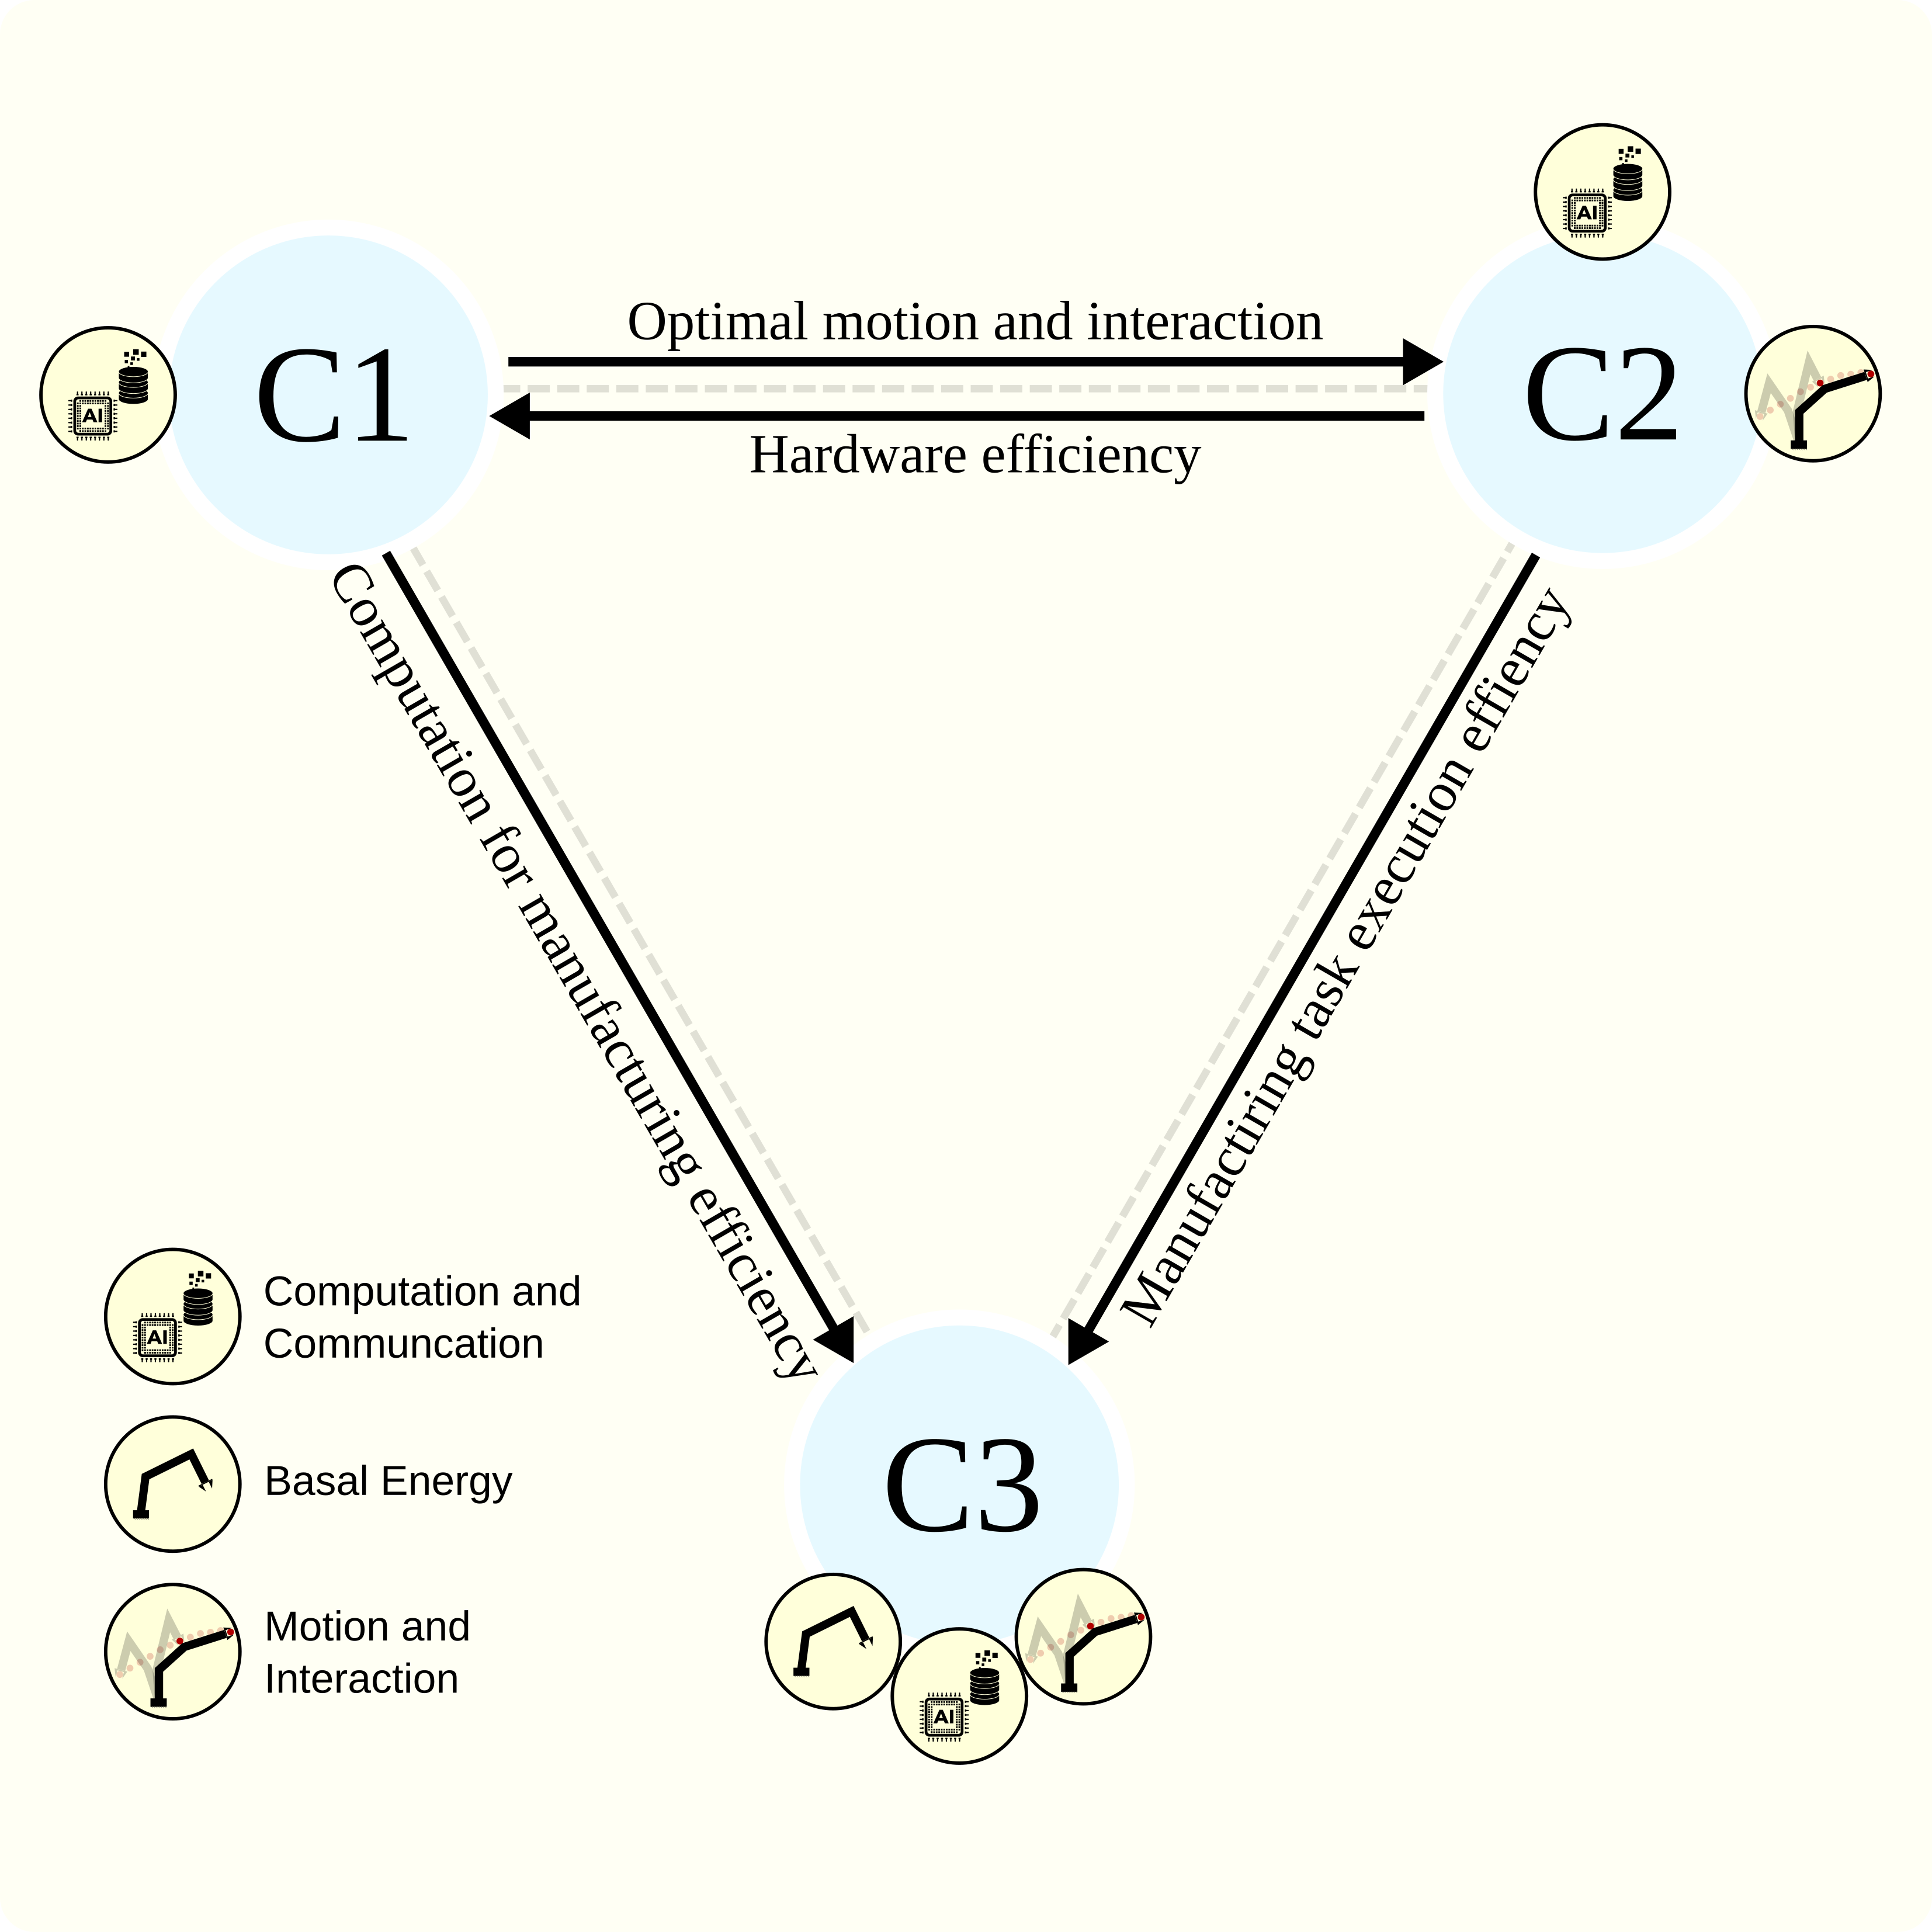 AI
C1
Optimal motion and interaction
Hardware efficiency
AI
C2
Computation for manufacturing efficiency
Manufactiring task execution effiency
C3
AI
AI
Computation and
Communcation
Basal Energy
Motion and
Interaction